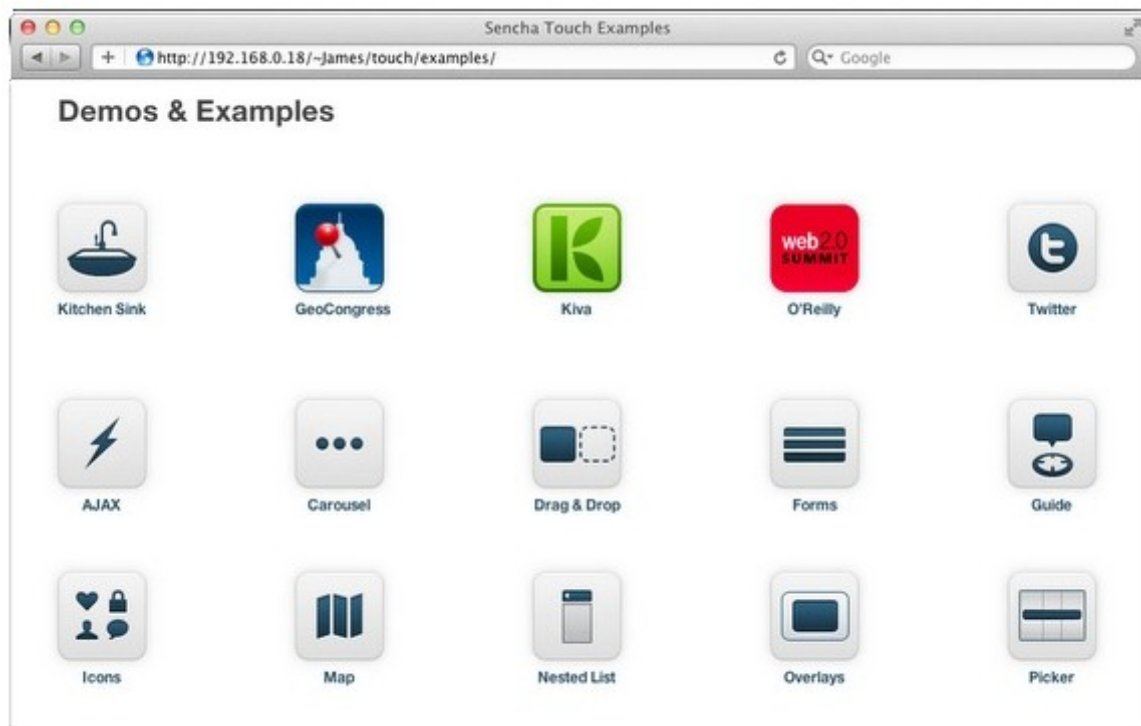 Sencha Touch Examples
http://192.168.0.18/~James/touch/examples/
Google
Demos & Examples
web2.0
SUMMIT
Kitchen Sink
GeoCongress
Kiva
O'Reilly
Twitter
AJAX
Carousel
Drag & Drop
Forms
Guide
Icons
Map
Nested List
Overlays
Picker